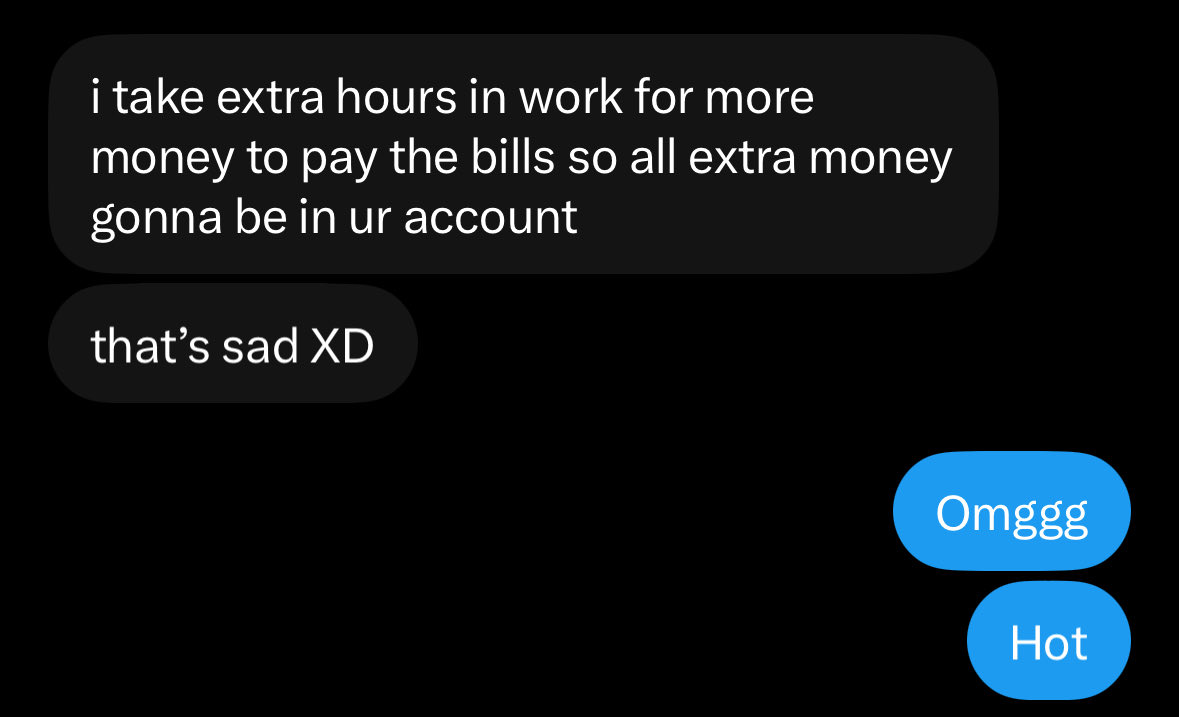 i take extra hours in work for more
money to pay the bills so all extra money
gonna be in ur account
that’s sad XD
Omggg
Hot